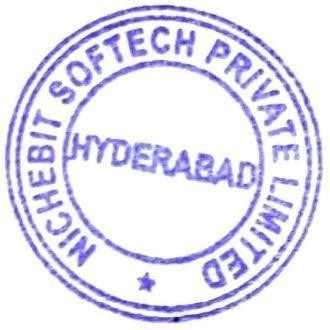 NICHEBIT SOFTECH PRIVATE LIMITED
HYDERABAD